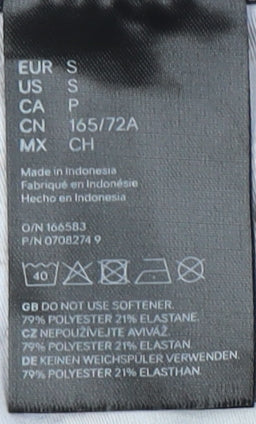 EUR S
US S
CA P
CN 165/72A
MX CH
Made in Indonesia
Fabriqué en Indonésie
Hecho en Indonesia
O/N 166583
P/N 0708274 9
40
GB DO NOT USE SOFTENER.
79% POLYESTER 21% ELASTANE.
CZ NEPOUŽÍVEJTE AVIVÁŽ.
79% POLYESTER 21% ELASTAN.
DE KEINEN WEICHSPÜLER VERWENDEN.
79% POLYESTER 21% ELASTHAN.